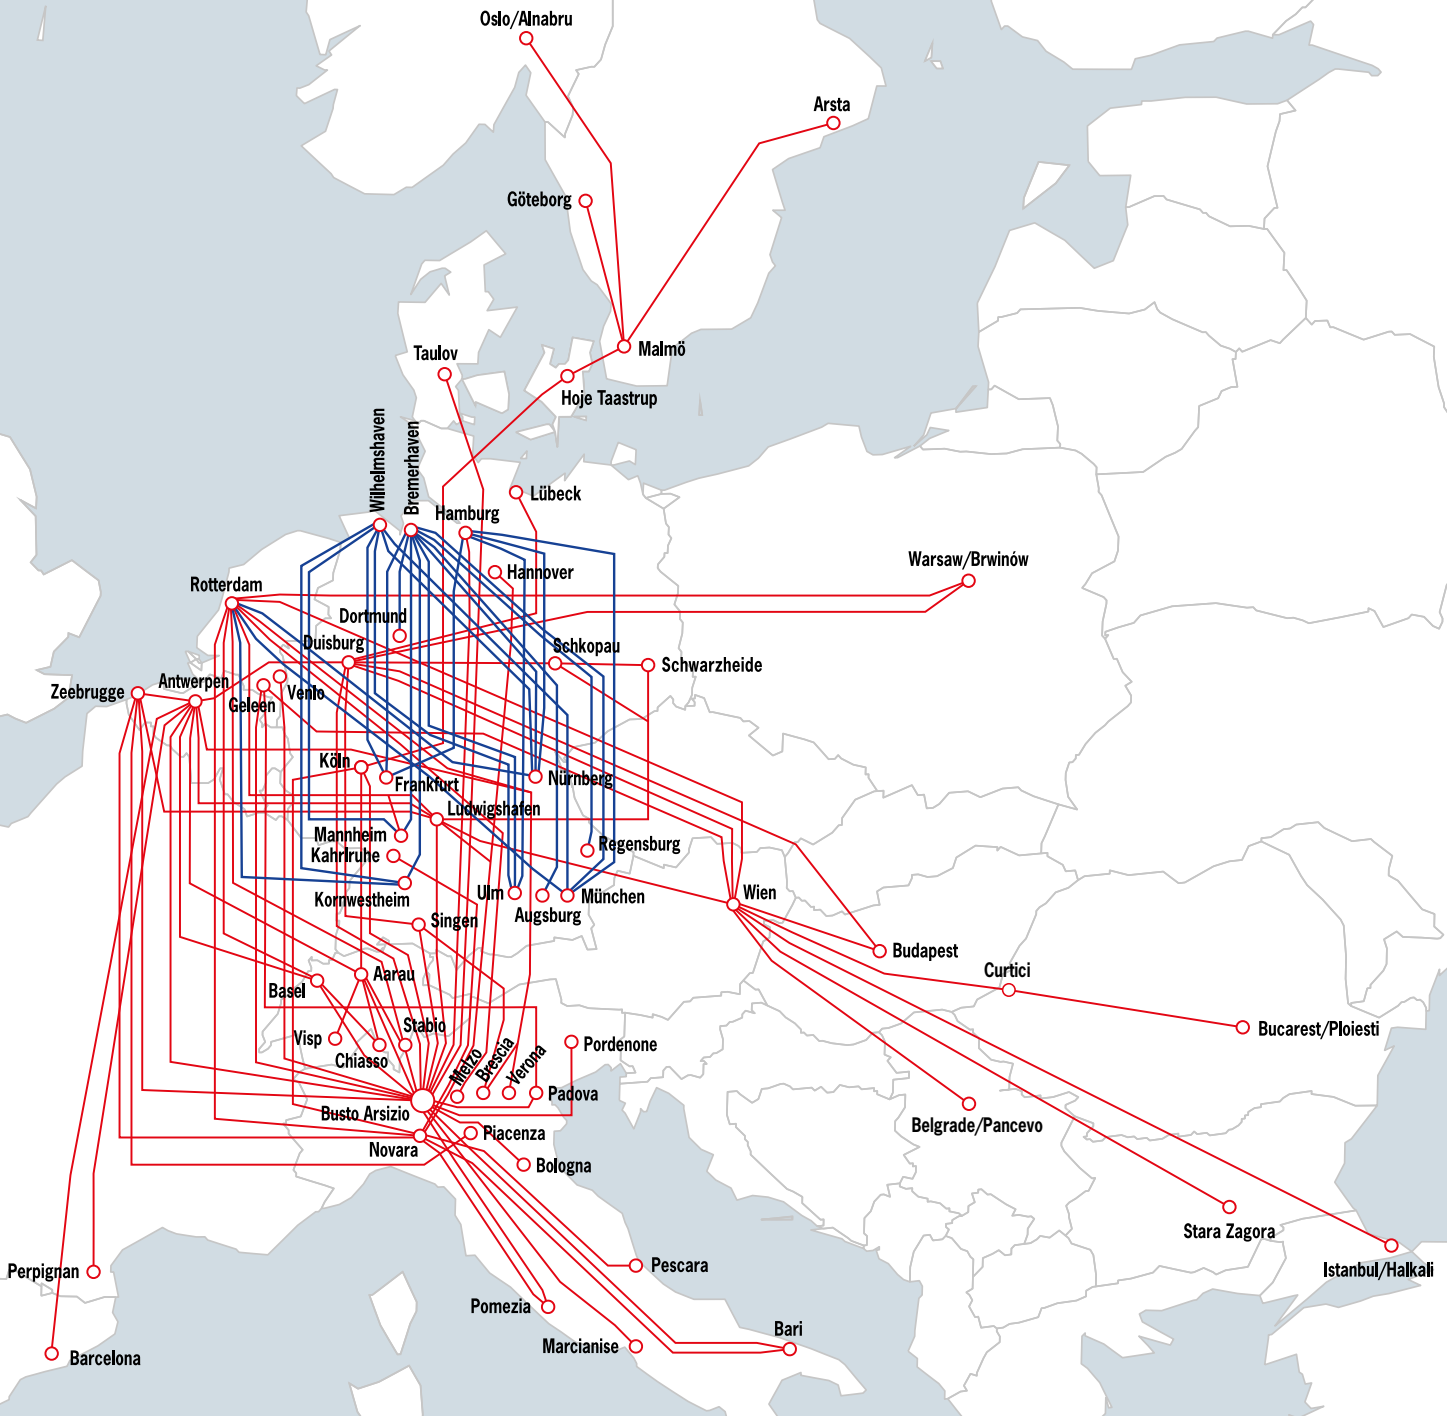 Oslo/Alnabru
Arsta
Göteborg
Malmö
Taulov
Hoje Taastrup
Wilhelmshaven
Bremerhaven
Lübeck
Hamburg
Hannover
Warsaw/Brwinów
Rotterdam
Dortmund
Duisburg
Schkopau
Schwarzheide
Zeebrugge
Antwerpen
Geleen
Venlo
Köln
Frankfurt
Nürnberg
Ludwigshafen
Mannheim
Kahrlruhe
Regensburg
Kornwestheim
Ulm
Augsburg
München
Wien
Singen
Budapest
Basel
Aarau
Curtici
Visp
Chiasso
Stabio
Melzo
Brescia
Verona
Pordenone
Bucarest/Ploiesti
Padova
Busto Arsizio
Belgrade/Pancevo
Novara
Piacenza
Bologna
Stara Zagora
Perpignan
Pescara
Istanbul/Halkali
Pomezia
Marcianise
Bari
Barcelona